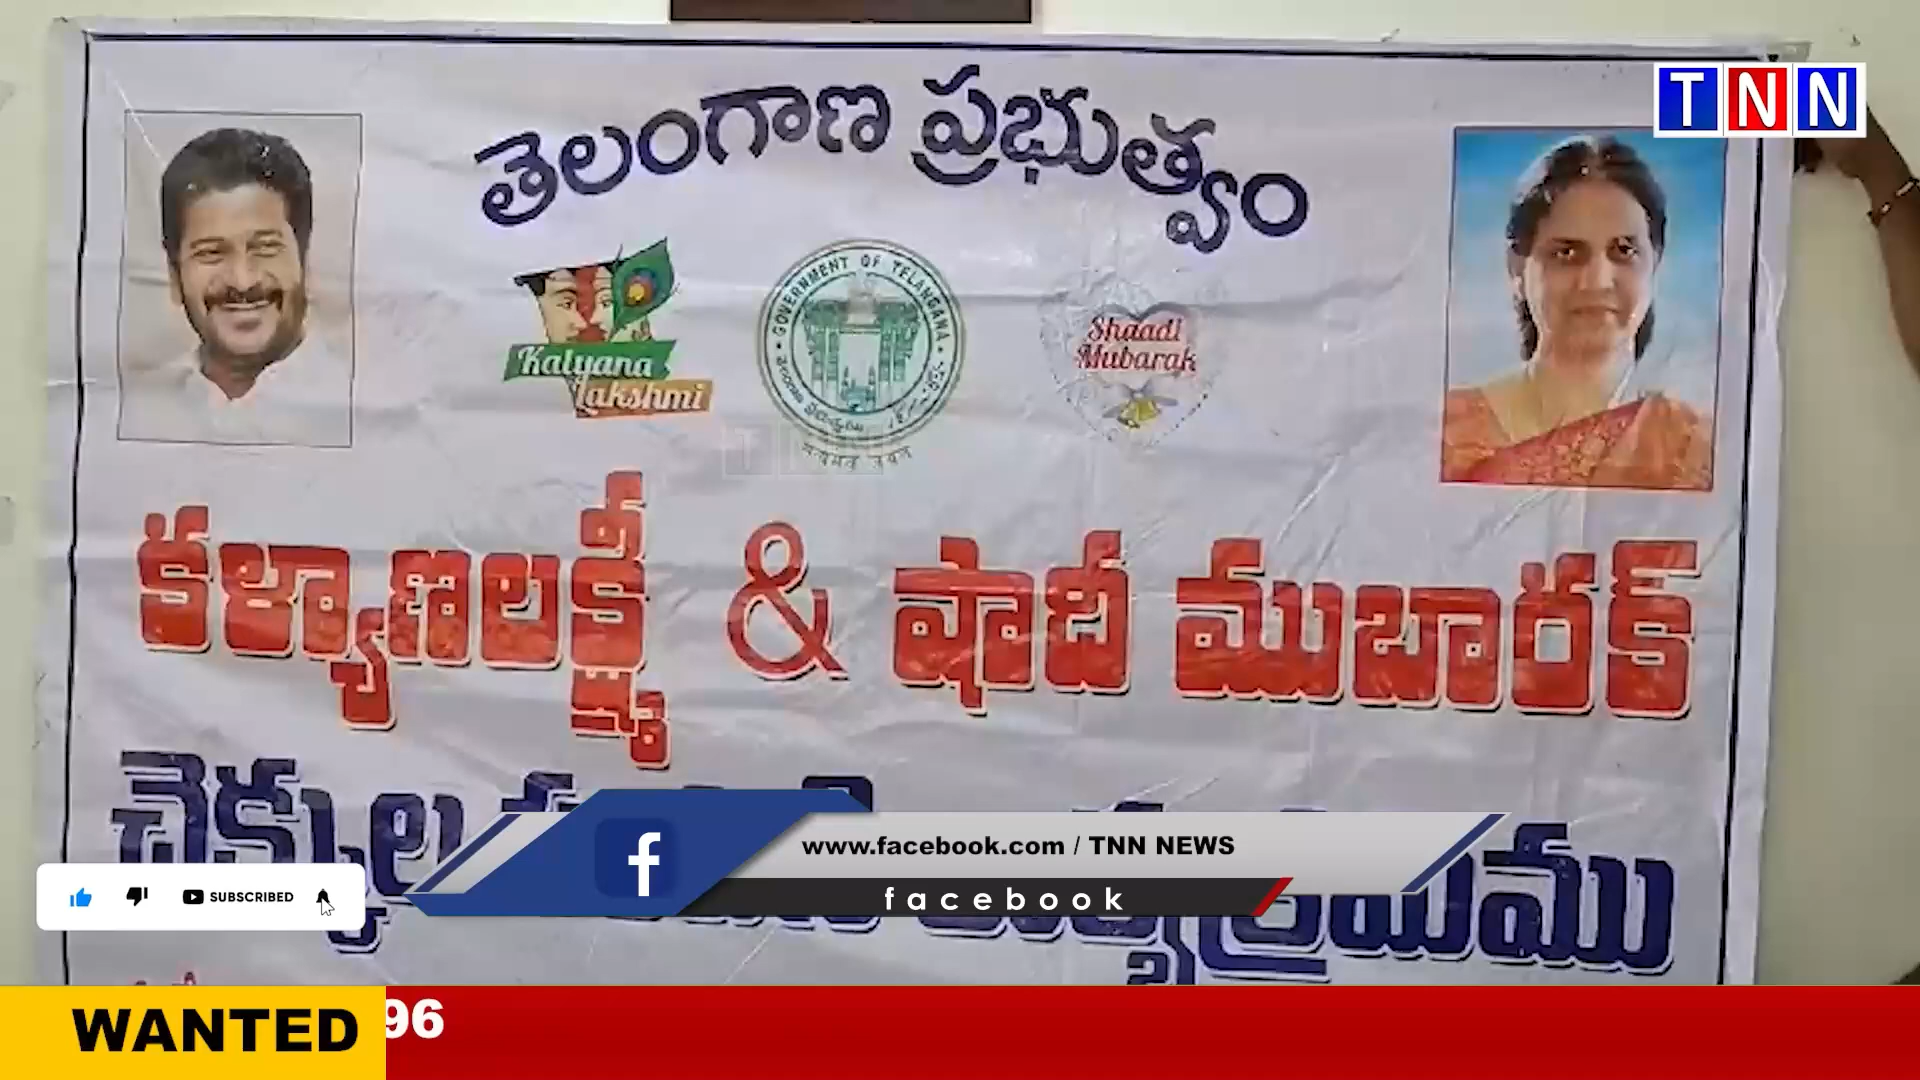 TNN
తెలంగాణ ప్రభుత్వం
Kalyana
Lakshmi
GOVERNMENT OF TELANGANA
Shaadi
Mubarak
కళ్యాణలక్ష్మి & షాదీ ముబారక్
చెక్కుల
www.facebook.com / TNN NEWS
SUBSCRIBED
facebook
WANTED
96